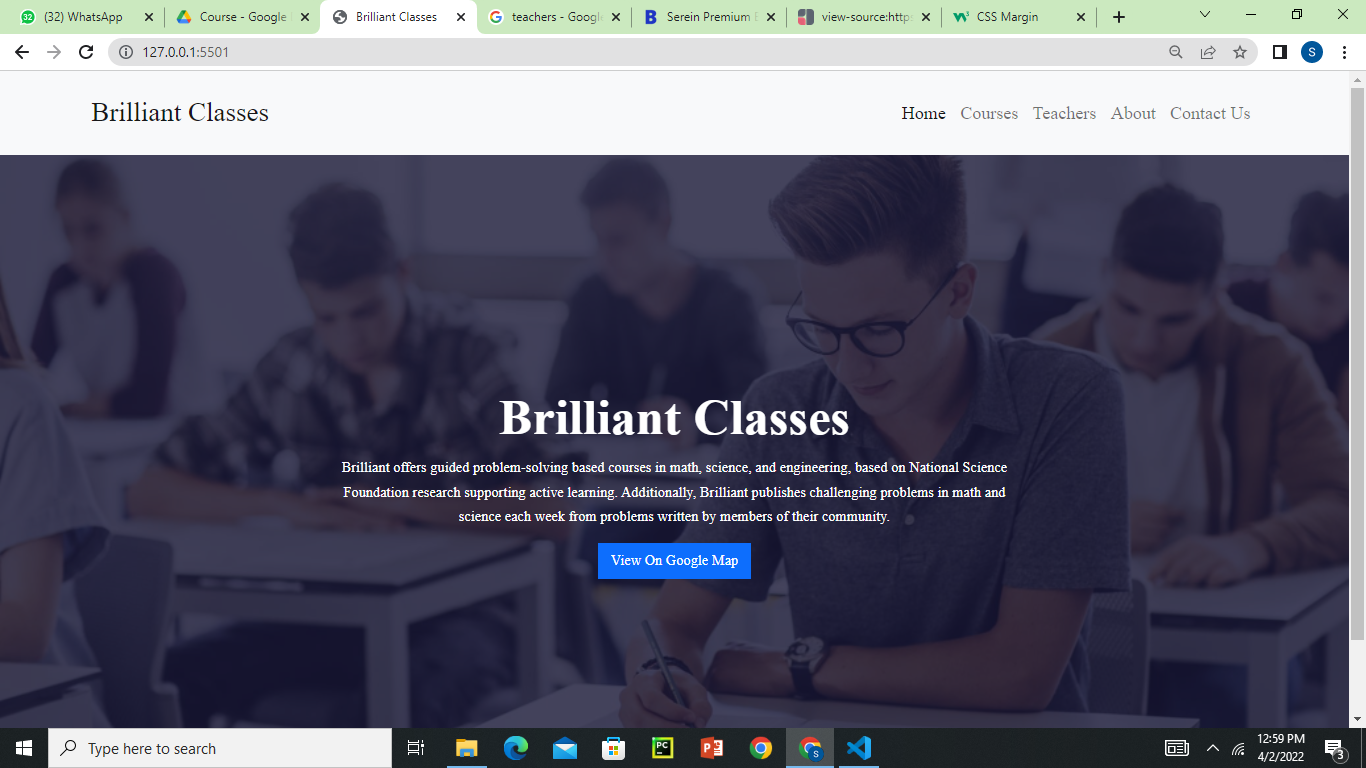 32
(32) WhatsApp
Course - Google
Brilliant Classes
teachers - Google
Serein Premium
view-source:http
CSS Margin
127.0.0.1:5501
S
Brilliant Classes
Home Courses Teachers About Contact Us
Brilliant Classes
Brilliant offers guided problem-solving based courses in math, science, and engineering, based on National Science
Foundation research supporting active learning. Additionally, Brilliant publishes challenging problems in math and
science each week from problems written by members of their community.
View On Google Map
Type here to search
PC
P
S
12:59 PM
4/2/2022
3